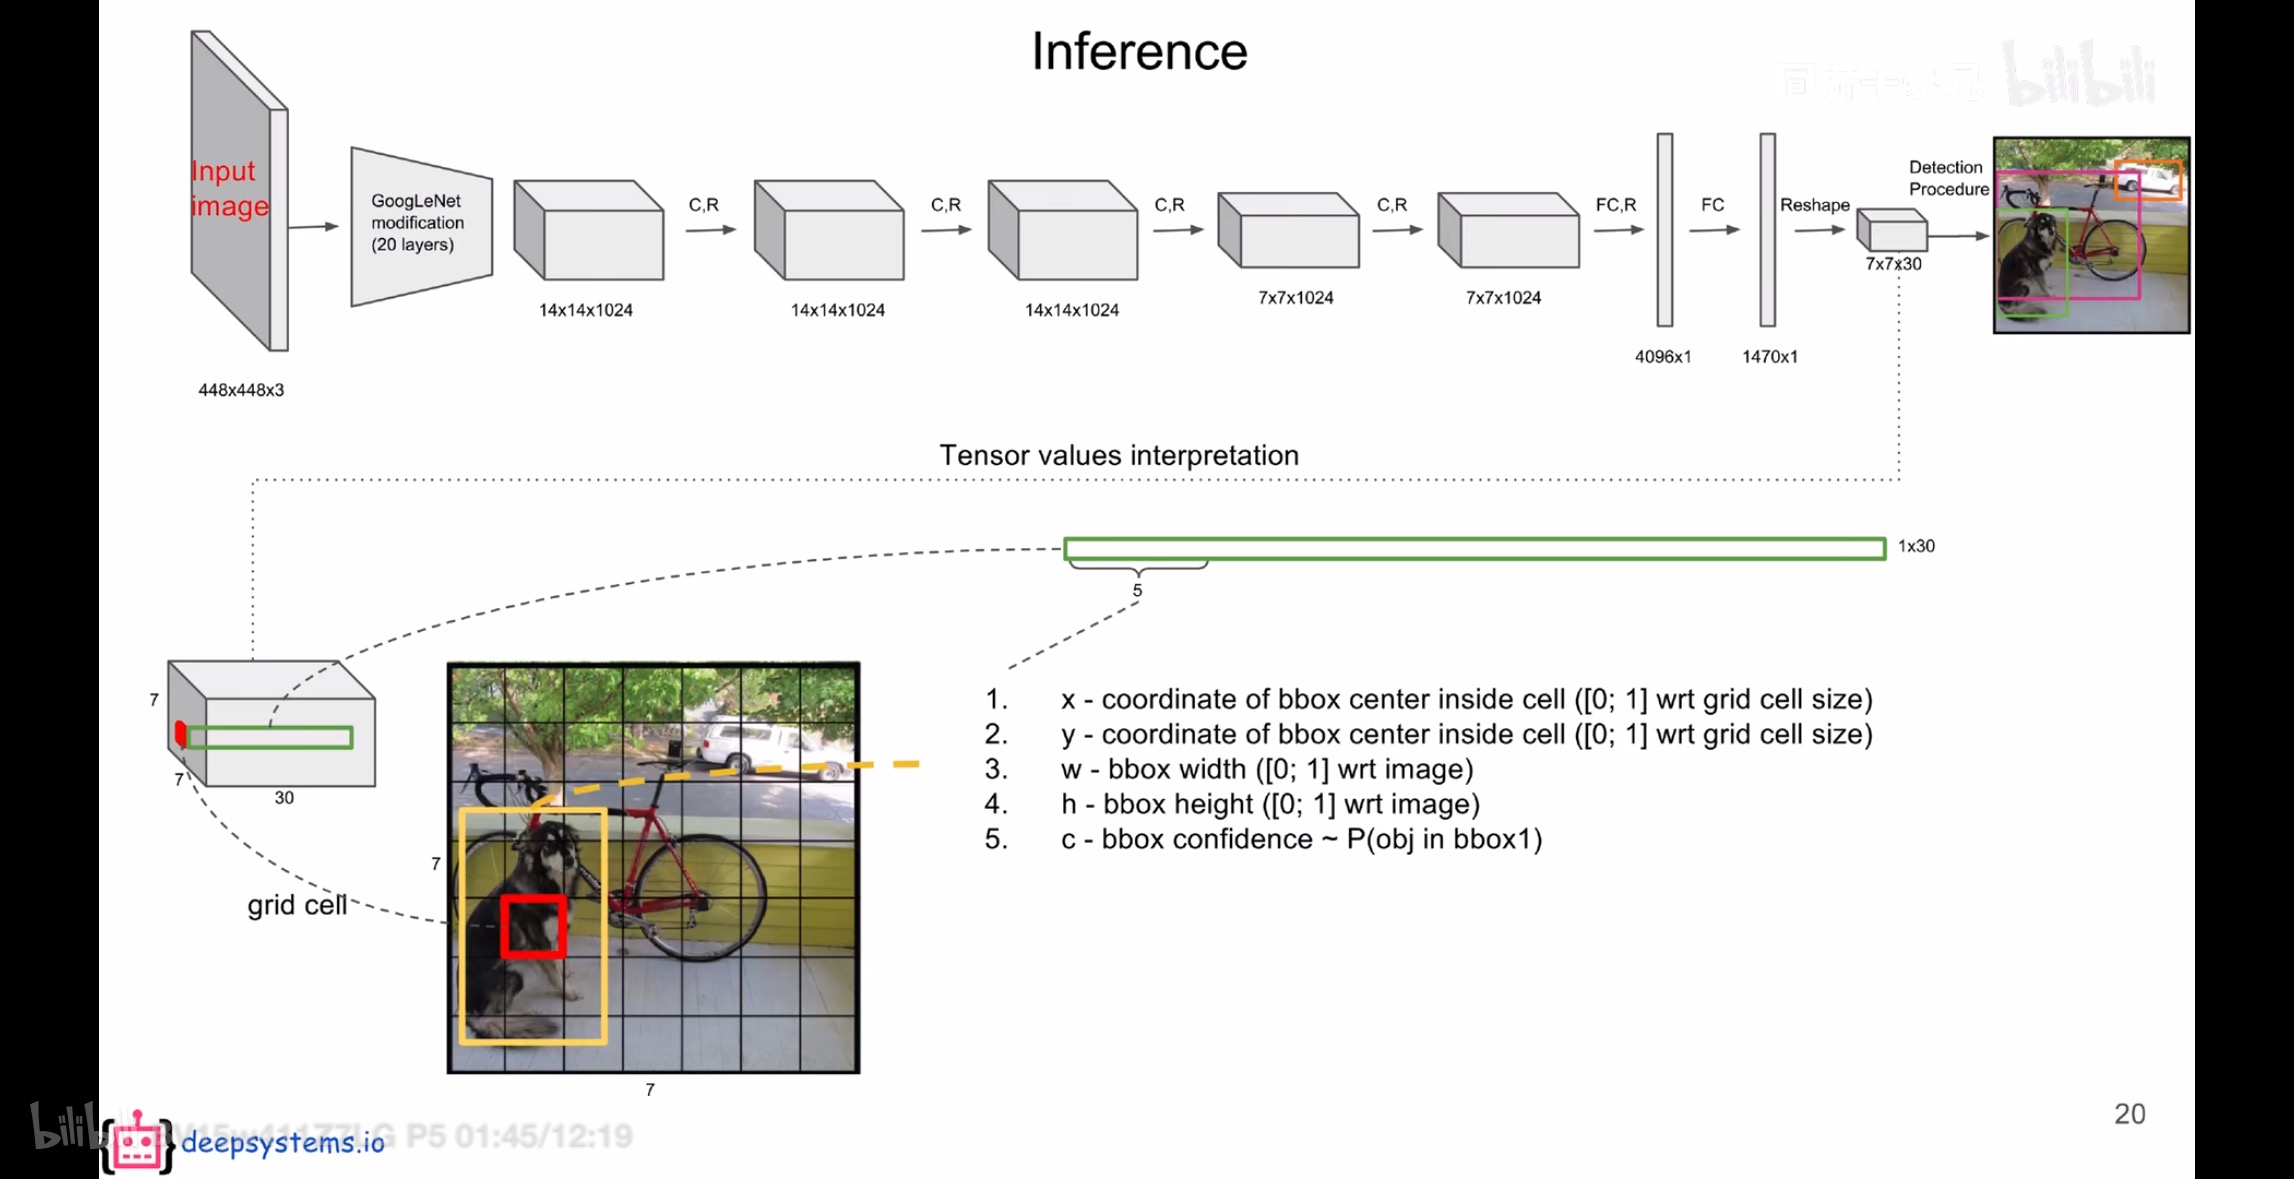 Inference
bilibili
Input
image
GoogLeNet
modification
(20 layers)
C,R
C,R
C,R
C,R
FC,R
FC
Reshape
Detection
Procedure
448x448x3
14x14x1024
14x14x1024
14x14x1024
7x7x1024
7x7x1024
4096x1
1470x1
7x7x30
Tensor values interpretation
1x30
5
7
7
30
grid cell
7
7
1. x - coordinate of bbox center inside cell ([0; 1] wrt grid cell size)
2. y - coordinate of bbox center inside cell ([0; 1] wrt grid cell size)
3. w - bbox width ([0; 1] wrt image)
4. h - bbox height ([0; 1] wrt image)
5. c - bbox confidence ~ P(obj in bbox1)
20
deepsystems.io
P5 01:45/12:19